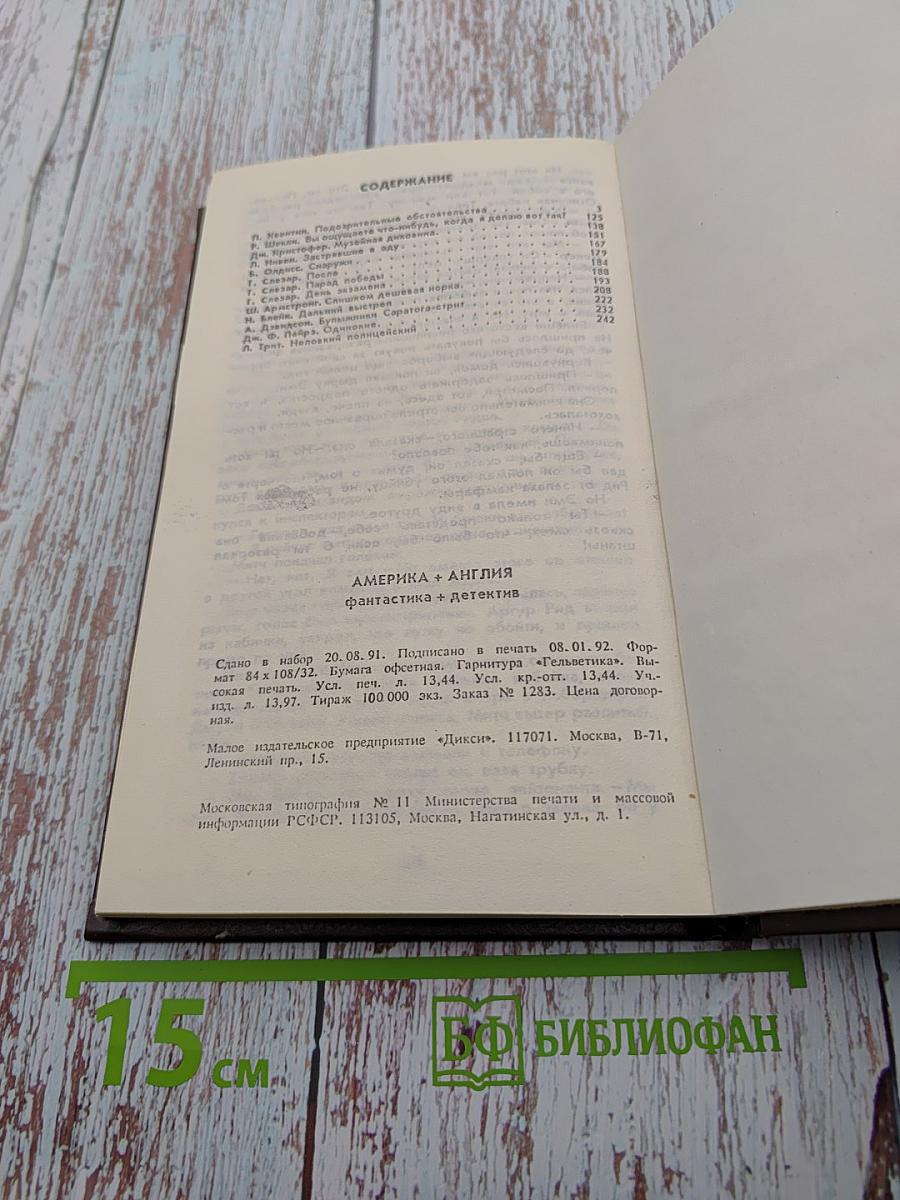 СОДЕРЖАНИЕ
П. Квентин. Подозрительные обстоятельства . . . . . . . . 3
Р. Шекли. Вы ощущаете что-нибудь, когда я делаю вот так? 125
Дж. Кристофер. Музейная диковина. . . . . . . . . . 138
Л. Нивен. Застрявшие в аду. . . . . . . . . . 151
Б. Олдисс. Снаружи . . . . . . . . . . 167
Г. Слезар. После . . . . . . . . . . 179
Г. Слезар. Парад победы . . . . . . . . . . 184
Г. Слезар. День экзамена . . . . . . . . . . 188
Ш. Армстронг. Слишком дешевая норка. . . . . . . . . . 193
Н. Блейк. Дальний выстрел . . . . . . . . . . 208
А. Дэвидсон. Булыжники Саратога-стрит . . . . . . . . . . 222
Дж. Ф. Пайрз. Одинокие. . . . . . . . . . 232
Л. Трит. Неловкий полицейский . . . . . . . . . . 242
АМЕРИКА + АНГЛИЯ
фантастика + детектив
Сдано в набор 20.08.91. Подписано в печать 08.01.92. Фор-
мат 84 х 108/32. Бумага офсетная. Гарнитура «Гельветика». Вы-
сокая печать. Усл. печ. л. 13,44. Усл. кр.-отт. 13,44. Уч.-
изд. л. 13,97. Тираж 100 000 экз. Заказ № 1283. Цена договор-
ная.
Малое издательское предприятие «Дикси». 117071. Москва, В-71,
Ленинский пр., 15.
Московская типография № 11 Министерства печати и массовой
информации РСФСР. 113105, Москва, Нагатинская ул., д. 1.
15 см
БФ БИБЛИОФАН